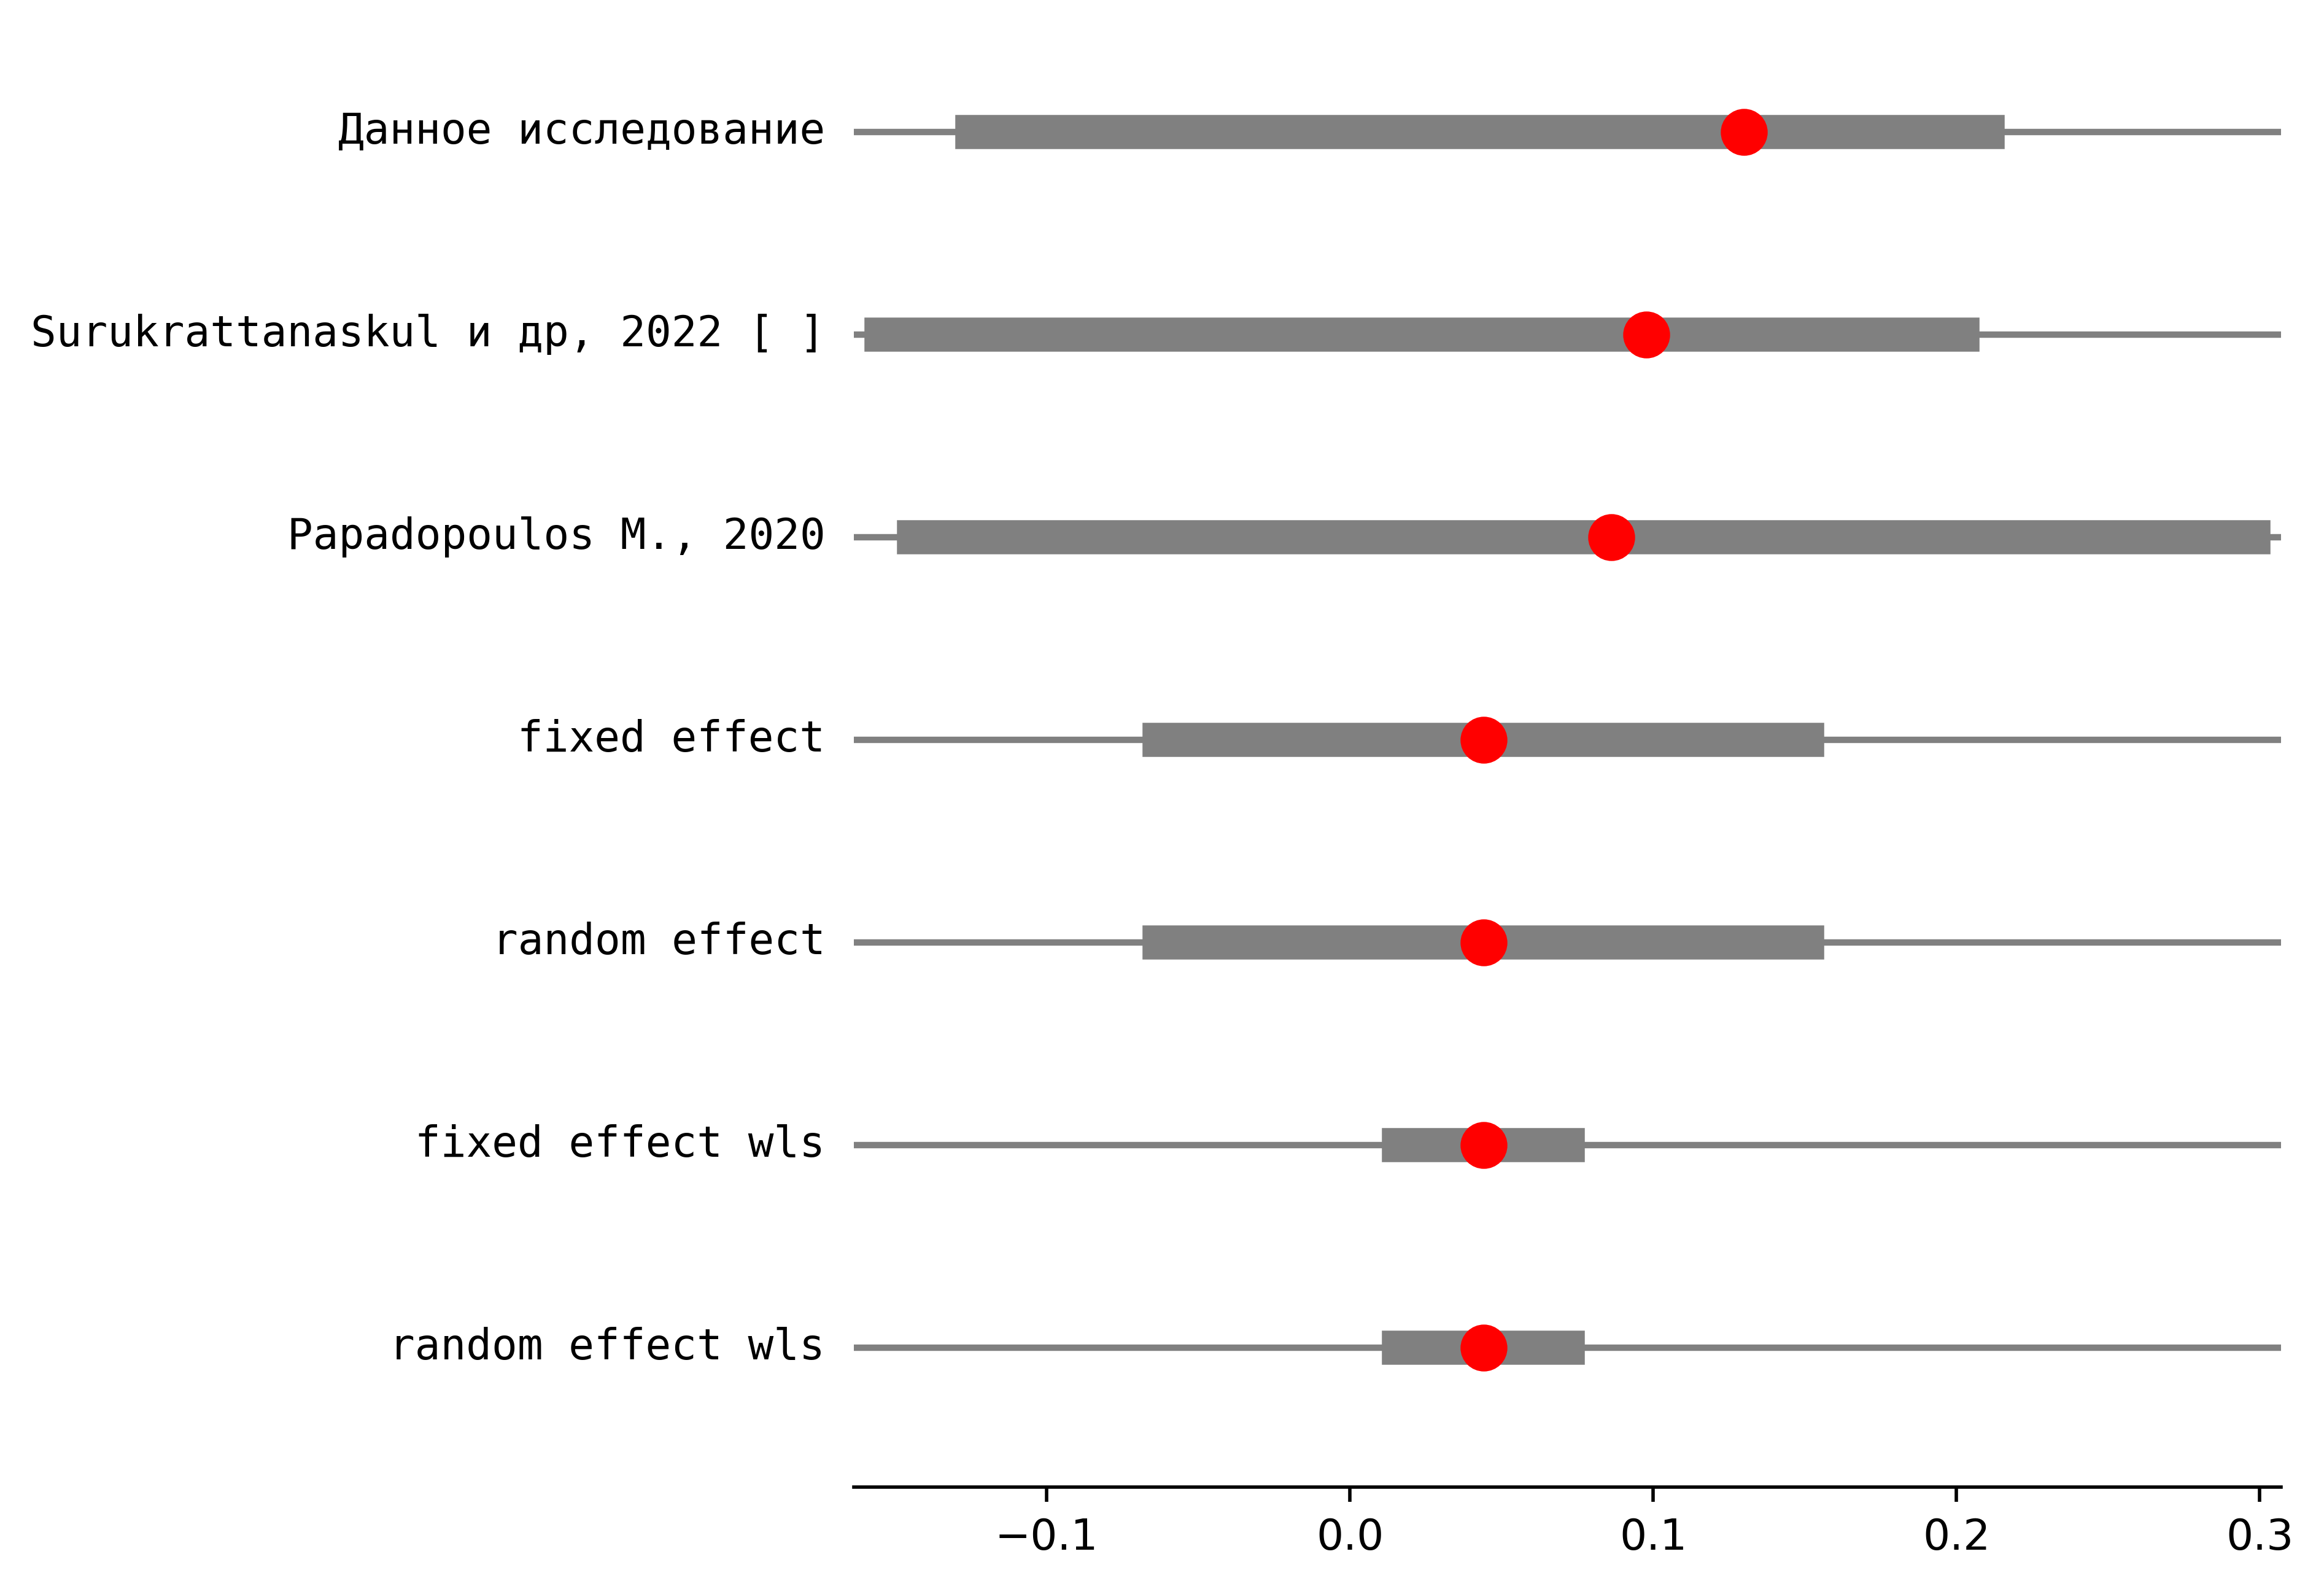 Данное исследование
Surukrattanaskul и др, 2022 [ ]
Papadopoulos M., 2020
fixed effect
random effect
fixed effect wls
random effect wls
−0.1 0.0 0.1 0.2 0.3